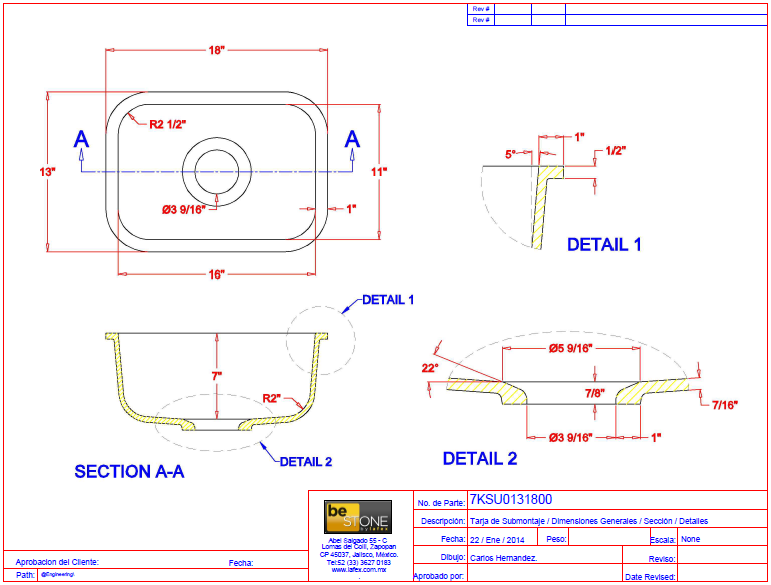 Rev #
Rev #
18"
R2 1/2"
A
A
13"
11"
Ø3 9/16"
1"
16"
1"
5°
1/2"
DETAIL 1
DETAIL 1
7"
R2"
DETAIL 2
SECTION A-A
Ø5 9/16"
22°
7/8"
7/16"
Ø3 9/16"
1"
DETAIL 2
be
STONE
by lafex
Abel Salgado 55 - C
Lomas del Colli, Zapopan
CP 45037, Jalisco, México.
Tel:52 (33) 3627 0183
www.lafex.com.mx
.
No. de Parte: 7KSU0131800
Descripción: Tarja de Submontaje / Dimensiones Generales / Sección / Detalles
Fecha: 22 / Ene / 2014 Peso: Escala: None
Dibujo: Carlos Hernandez. Reviso:
Aprobado por: Date Revised:
Aprobacion del Cliente: Fecha:
Path: @Engineering\